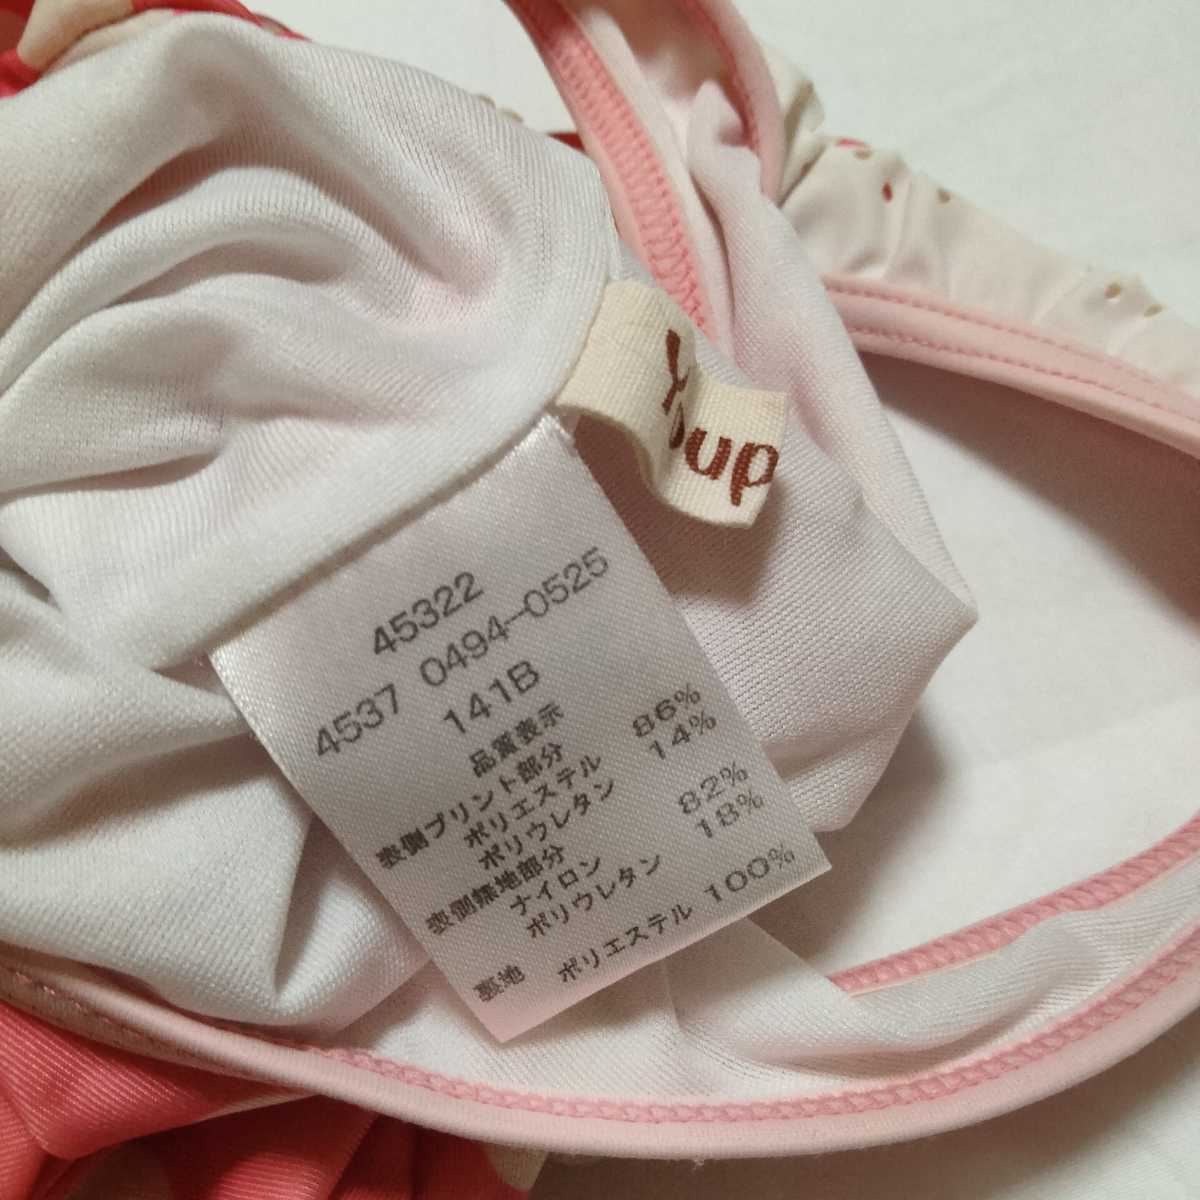 45322
4537 0494-0525
141B
品質表示
表側プリント部分
ポリエステル 86%
ポリウレタン 14%
表側無地部分
ナイロン 82%
ポリウレタン 18%
裏地 ポリエステル 100%